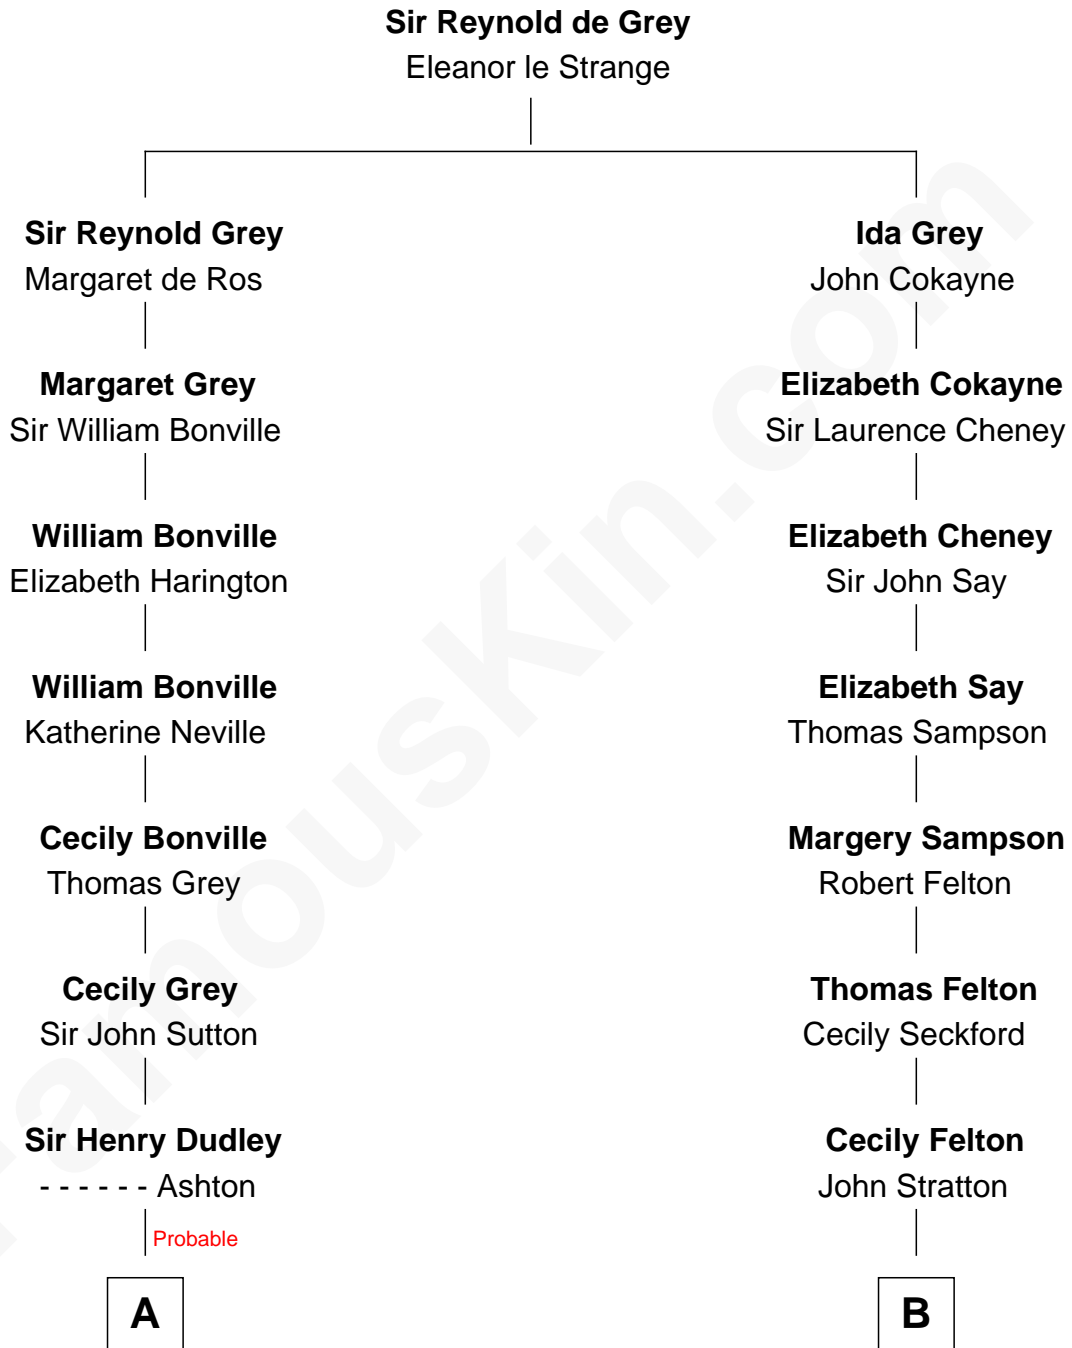 Sir Reynold de Grey
Eleanor le Strange
Sir Reynold Grey
Margaret de Ros
Ida Grey
John Cokayne
Margaret Grey
Sir William Bonville
Elizabeth Cokayne
Sir Laurence Cheney
William Bonville
Elizabeth Harington
Elizabeth Cheney
Sir John Say
William Bonville
Katherine Neville
Elizabeth Say
Thomas Sampson
Cecily Bonville
Thomas Grey
Margery Sampson
Robert Felton
Cecily Grey
Sir John Sutton
Thomas Felton
Cecily Seckford
Sir Henry Dudley
- - - - - - Ashton
Cecily Felton
John Stratton
Probable
A
B
FamousKin.com